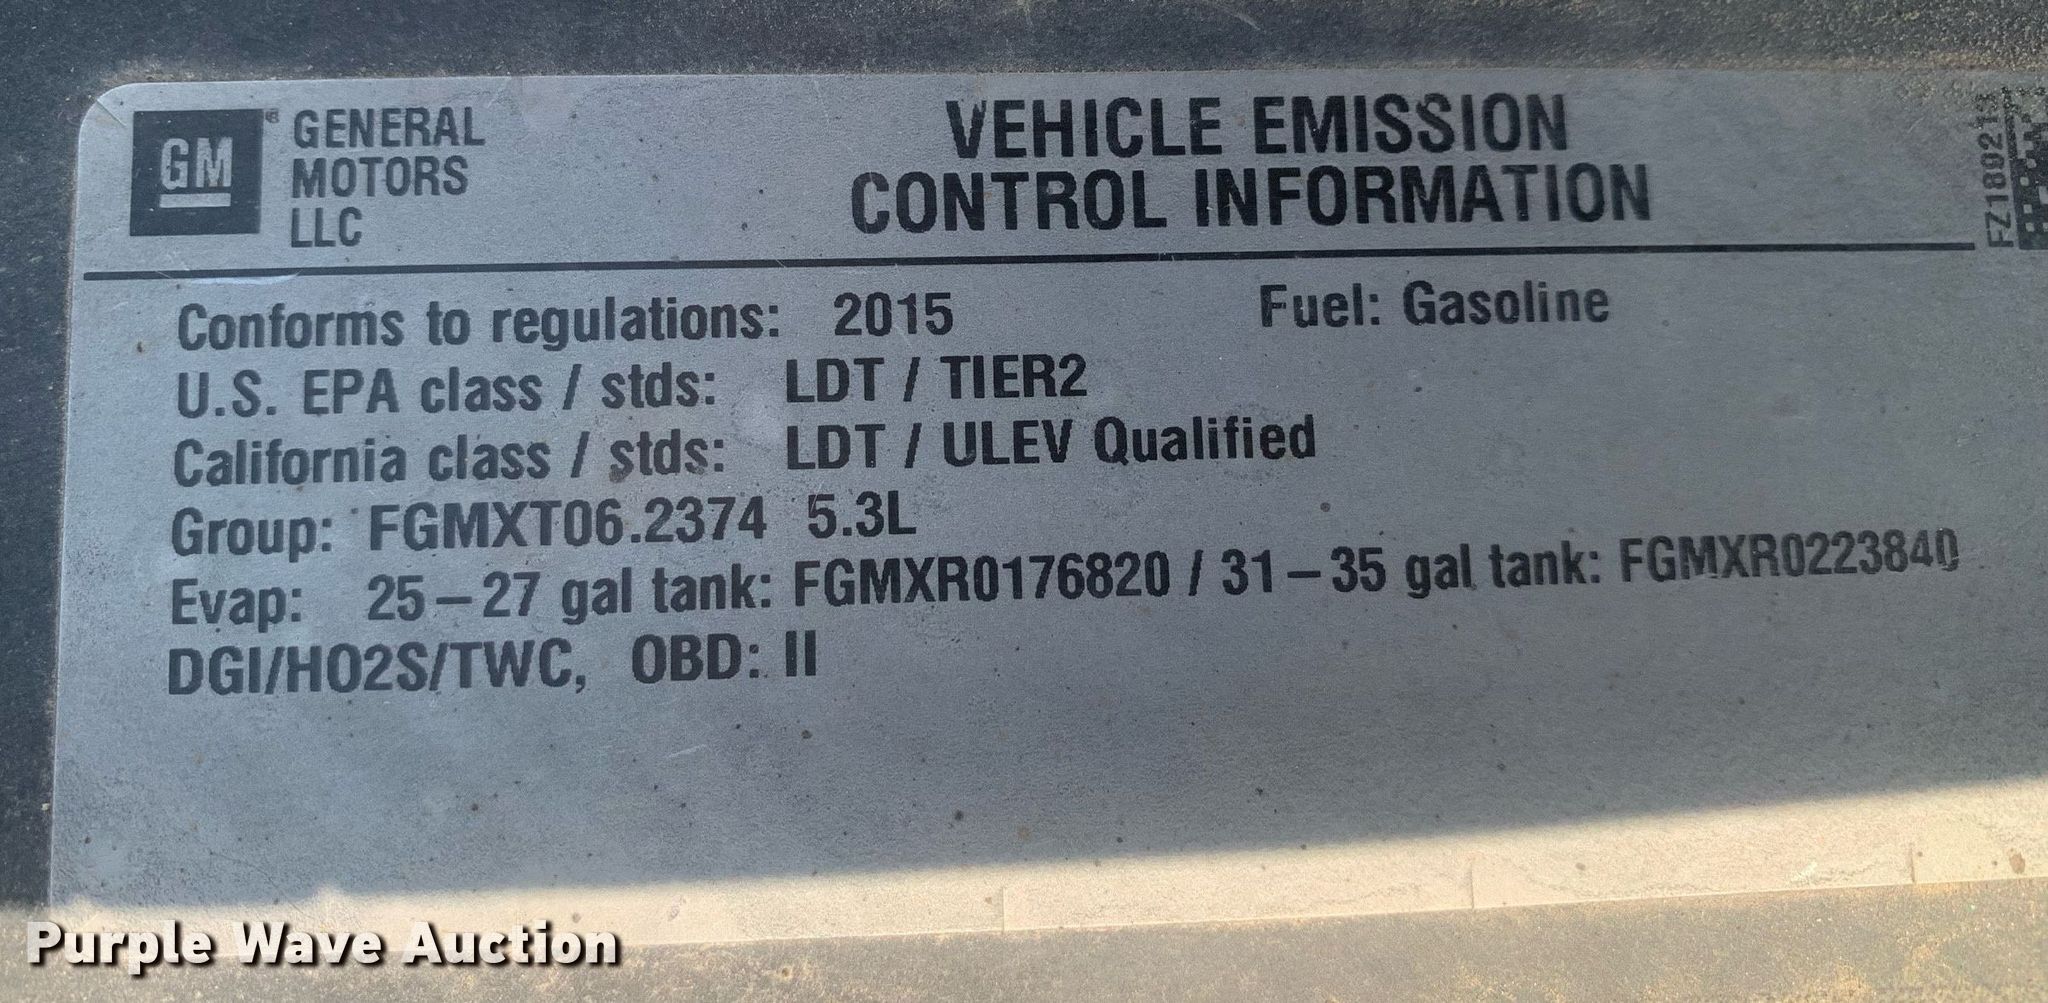 GM
GENERAL
MOTORS
LLC
VEHICLE EMISSION
CONTROL INFORMATION
FZ1180213
Conforms to regulations: 2015 Fuel: Gasoline
U.S. EPA class / stds: LDT / TIER2
California class / stds: LDT / ULEV Qualified
Group: FGMXT06.2374 5.3L
Evap: 25–27 gal tank: FGMXR0176820 / 31–35 gal tank: FGMXR0223840
DGI/HO2S/TWC, OBD: II
Purple Wave Auction